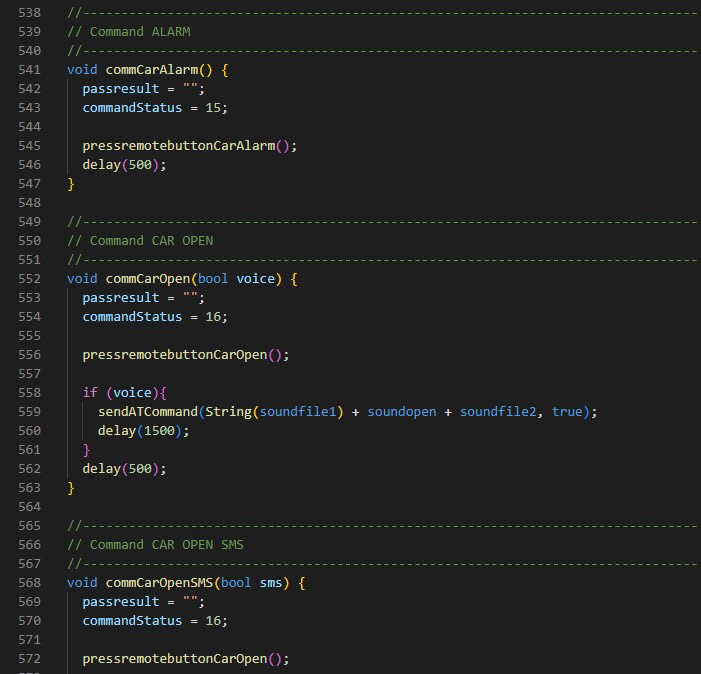 538 //--------------------------------------------------------------------------------
539 // Command ALARM
540 //--------------------------------------------------------------------------------
541 void commCarAlarm() {
542   passresult = "";
543   commandStatus = 15;
544
545   pressremotebuttonCarAlarm();
546   delay(500);
547 }
548
549 //--------------------------------------------------------------------------------
550 // Command CAR OPEN
551 //--------------------------------------------------------------------------------
552 void commCarOpen(bool voice) {
553   passresult = "";
554   commandStatus = 16;
555
556   pressremotebuttonCarOpen();
557
558   if (voice){
559     sendATCommand(String(soundfile1) + soundopen + soundfile2, true);
560     delay(1500);
561   }
562   delay(500);
563 }
564
565 //--------------------------------------------------------------------------------
566 // Command CAR OPEN SMS
567 //--------------------------------------------------------------------------------
568 void commCarOpenSMS(bool sms) {
569   passresult = "";
570   commandStatus = 16;
571
572   pressremotebuttonCarOpen();